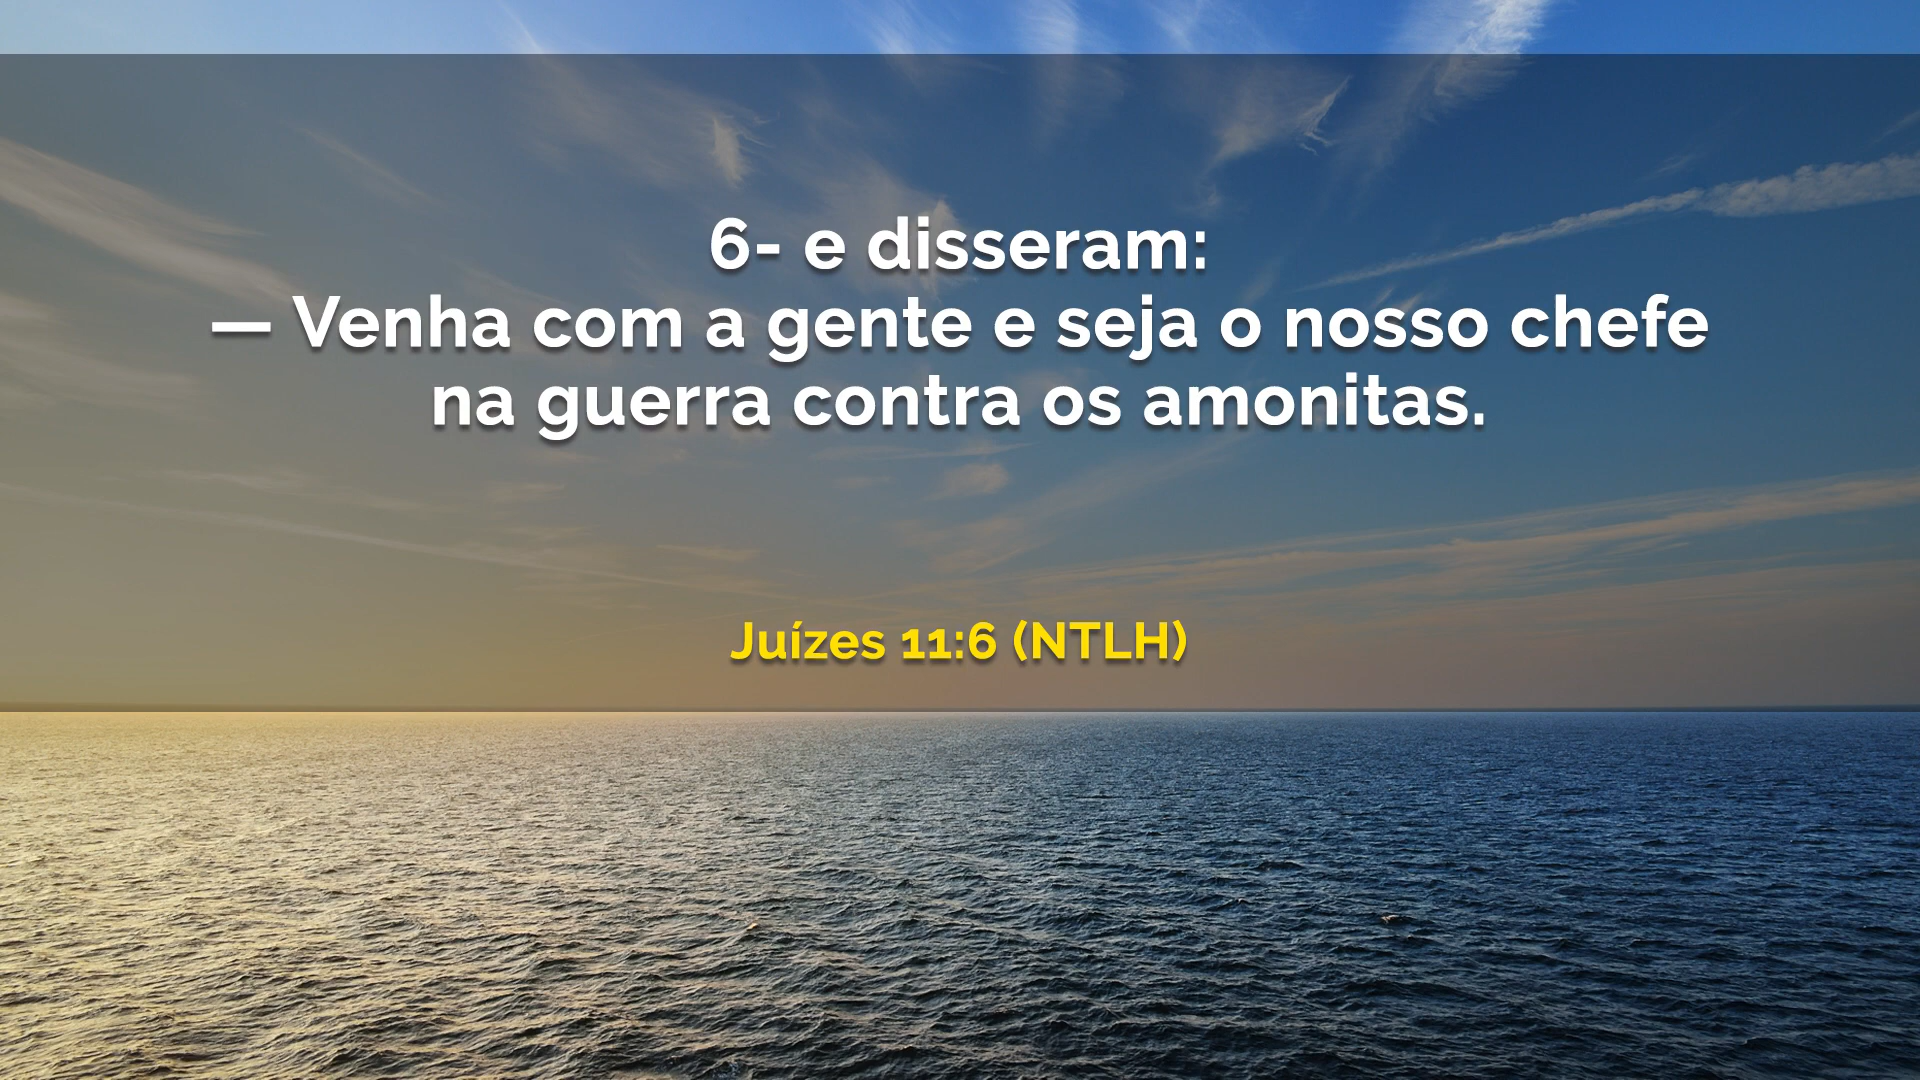 6- e disseram:
— Venha com a gente e seja o nosso chefe
na guerra contra os amonitas.
Juízes 11:6 (NTLH)